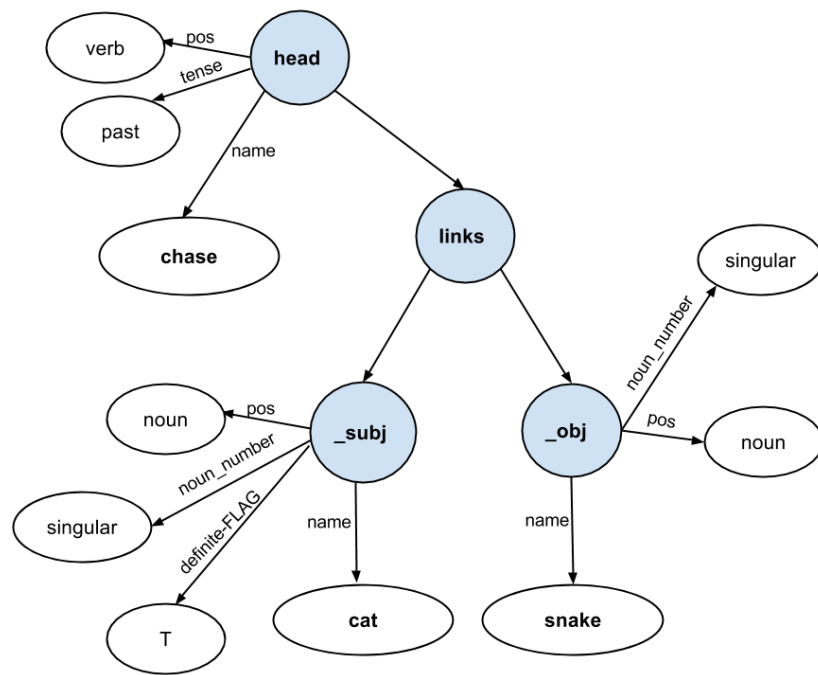 verb
pos
head
tense
past
name
chase
links
singular
noun_number
noun
pos
_subj
_obj
pos
noun
noun_number
singular
definite-FLAG
name
name
T
cat
snake